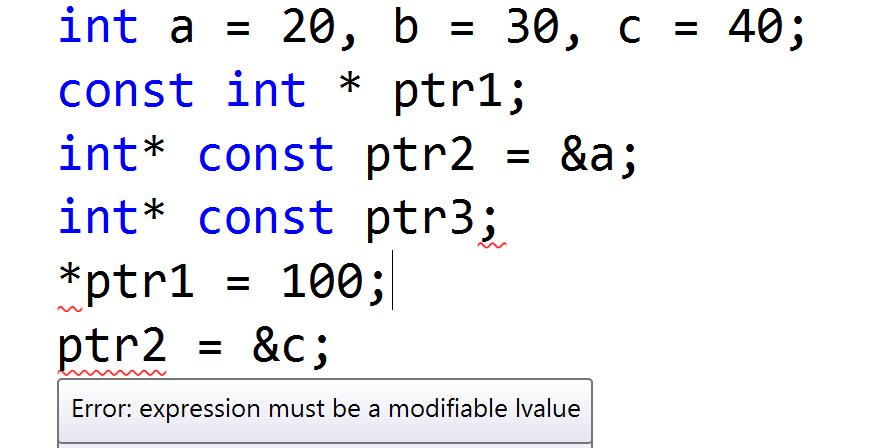 int a = 20, b = 30, c = 40;
const int * ptr1;
int* const ptr2 = &a;
int* const ptr3;
*ptr1 = 100;
ptr2 = &c;
Error: expression must be a modifiable lvalue